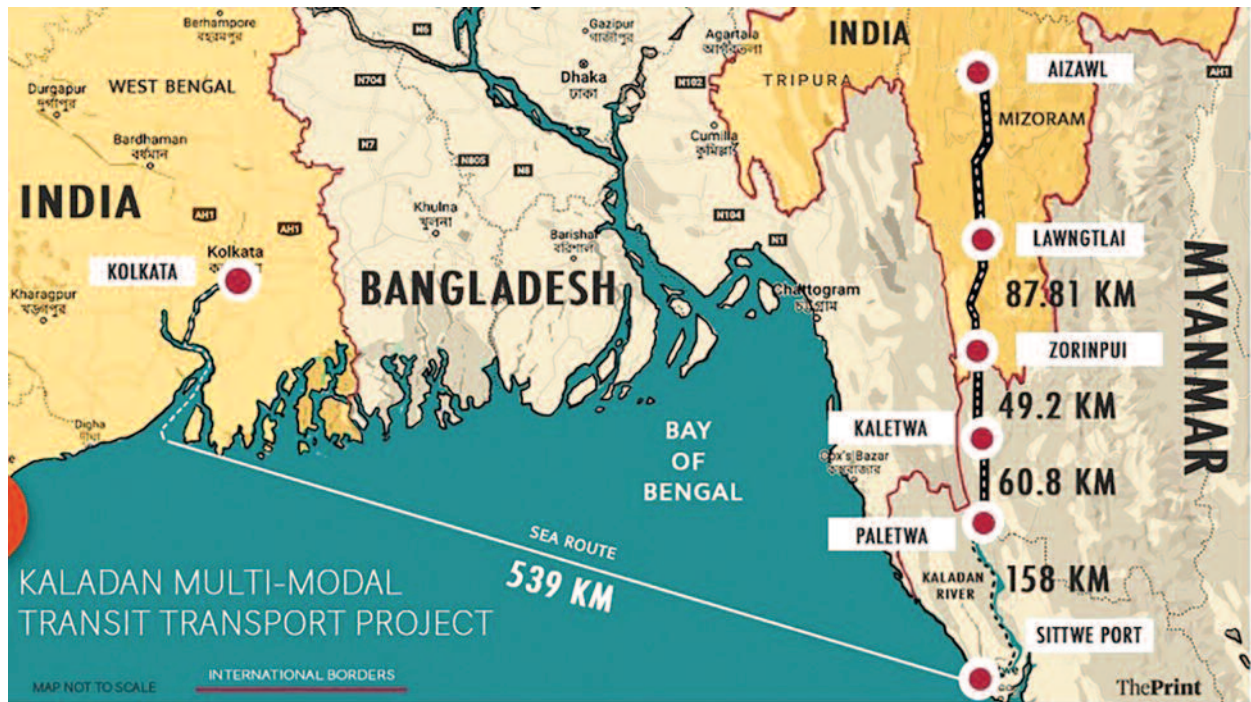 Berhampore
বহরমপুর
Durgapur
দুর্গাপুর
WEST BENGAL
Bardhaman
বর্ধমান
INDIA
AH1
AH1
Kolkata
KOLKATA
Kharagpur
খড়গপুর
Digha
N6
N704
N7
N805
N8
Gazipur
গাজীপুর
Dhaka
ঢাকা
N102
Khulna
খুলনা
Barishal
বরিশাল
BANGLADESH
N104
N1
Agartala
আগরতলা
Cumilla
কুমিল্লা
Chattogram
চট্টগ্রাম
Cox's Bazar
কক্সবাজার
INDIA
TRIPURA
AIZAWL
MIZORAM
AH1
LAWNGTLAI
87.81 KM
ZORINPUI
49.2 KM
KALETWA
60.8 KM
PALETWA
KALADAN
RIVER
158 KM
SITTWE PORT
MYANMAR
BAY
OF
BENGAL
SEA ROUTE
539 KM
KALADAN MULTI-MODAL
TRANSIT TRANSPORT PROJECT
MAP NOT TO SCALE
INTERNATIONAL BORDERS
ThePrint